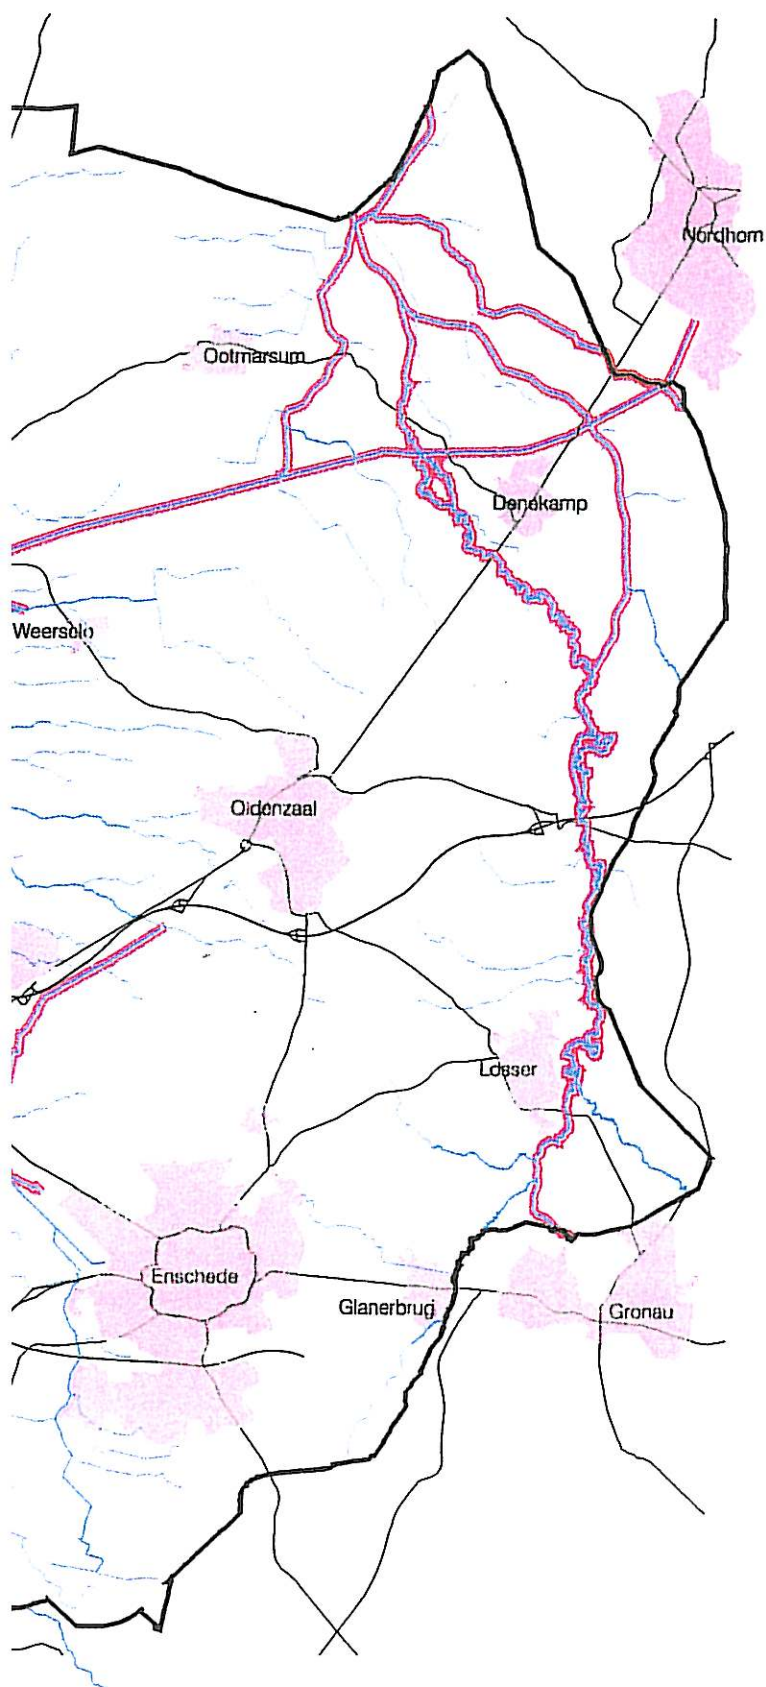 Nordhorn
Ootmarsum
Denekamp
Weerselo
Oldenzaal
Losser
Enschede
Glanerbrug
Gronau